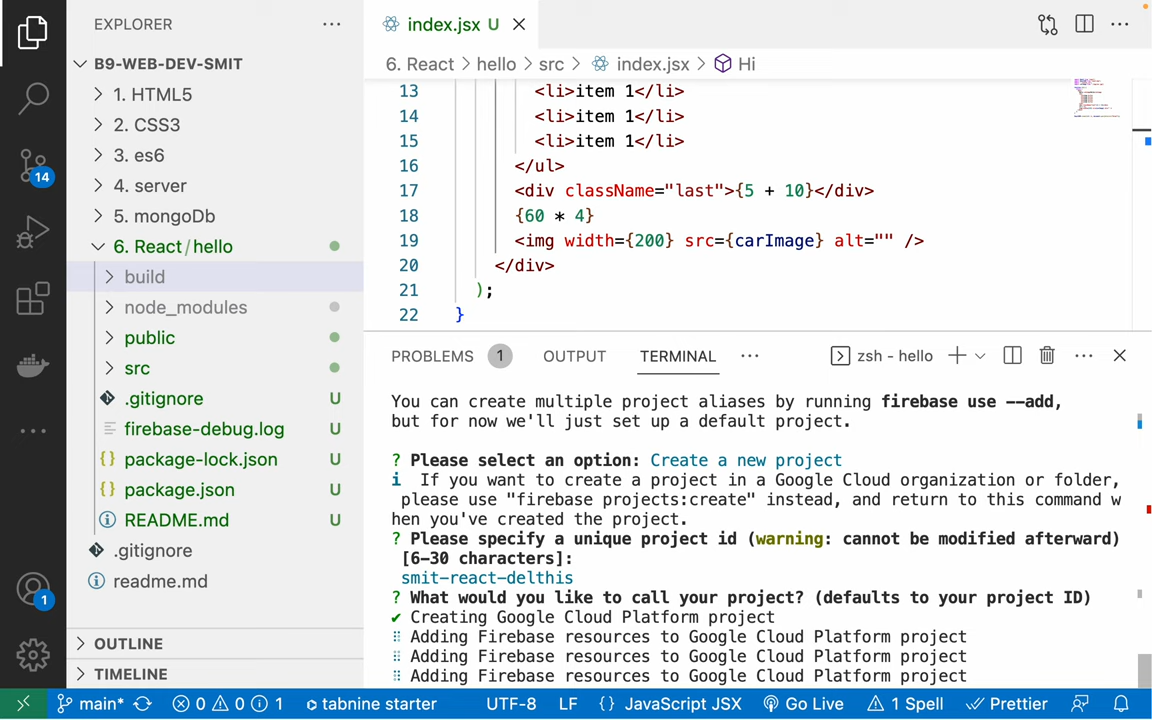 EXPLORER
B9-WEB-DEV-SMIT
1. HTML5
2. CSS3
3. es6
4. server
5. mongoDb
6. React/hello
build
node_modules
public
src
.gitignore U
firebase-debug.log U
package-lock.json U
package.json U
README.md U
.gitignore
readme.md
OUTLINE
TIMELINE
14
1
index.jsx U
6. React > hello > src > index.jsx > Hi
13 <li>item 1</li>
14 <li>item 1</li>
15 <li>item 1</li>
16 </ul>
17 <div className="last">{5 + 10}</div>
18 {60 * 4}
19 <img width={200} src={carImage} alt="" />
20 </div>
21 );
22 }
PROBLEMS 1 OUTPUT TERMINAL ··· zsh - hello
You can create multiple project aliases by running firebase use --add,
but for now we'll just set up a default project.
? Please select an option: Create a new project
i If you want to create a project in a Google Cloud organization or folder,
please use "firebase projects:create" instead, and return to this command w
hen you've created the project.
? Please specify a unique project id (warning: cannot be modified afterward)
[6-30 characters]:
smit-react-delthis
? What would you like to call your project? (defaults to your project ID)
✔ Creating Google Cloud Platform project
⠿ Adding Firebase resources to Google Cloud Platform project
⠿ Adding Firebase resources to Google Cloud Platform project
⠿ Adding Firebase resources to Google Cloud Platform project
main* 0 0 1 tabnine starter UTF-8 LF {} JavaScript JSX Go Live 1 Spell Prettier